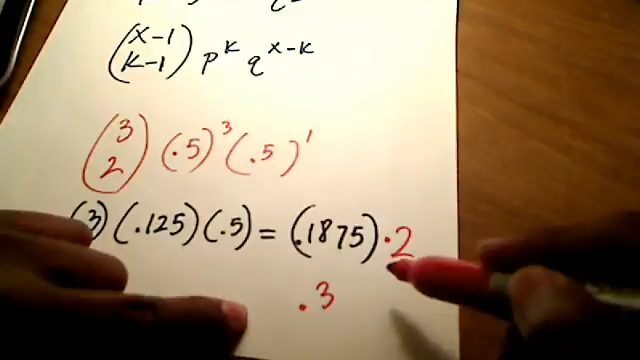 (x-1 k-1) p^k q^x-k
(3 2) (.5)^3 (.5)^1
(3)(.125)(.5) = (.1875) · 2
.3